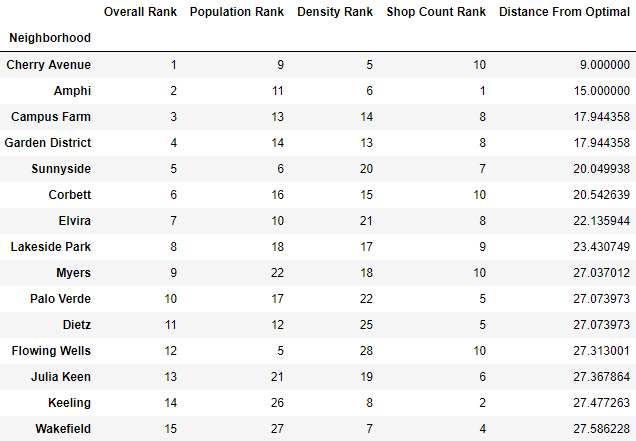 Overall Rank Population Rank Density Rank Shop Count Rank Distance From Optimal
Neighborhood
Cherry Avenue 1 9 5 10 9.000000
Amphi 2 11 6 1 15.000000
Campus Farm 3 13 14 8 17.944358
Garden District 4 14 13 8 17.944358
Sunnyside 5 6 20 7 20.049938
Corbett 6 16 15 10 20.542639
Elvira 7 10 21 8 22.135944
Lakeside Park 8 18 17 9 23.430749
Myers 9 22 18 10 27.037012
Palo Verde 10 17 22 5 27.073973
Dietz 11 12 25 5 27.073973
Flowing Wells 12 5 28 10 27.313001
Julia Keen 13 21 19 6 27.367864
Keeling 14 26 8 2 27.477263
Wakefield 15 27 7 4 27.586228